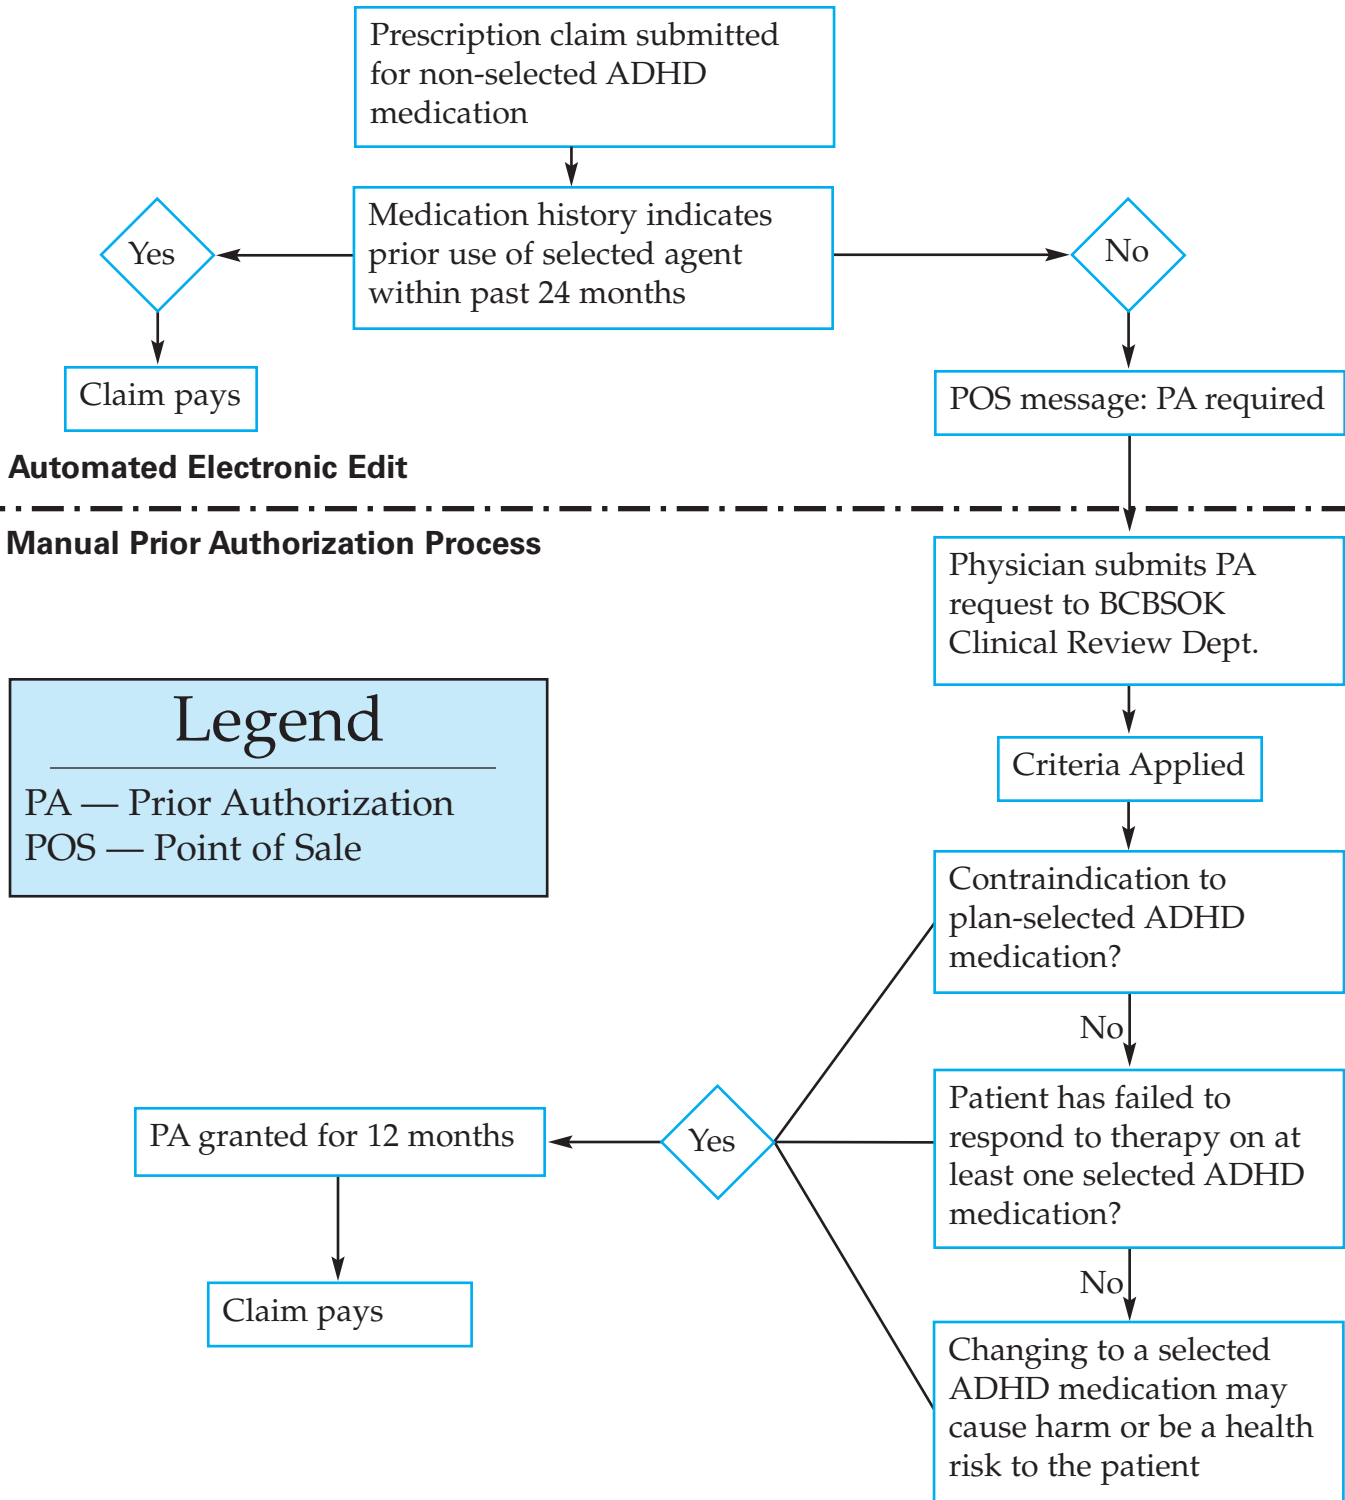 Prescription claim submitted
for non-selected ADHD
medication
Yes
Medication history indicates
prior use of selected agent
within past 24 months
No
Claim pays
POS message: PA required
Automated Electronic Edit
Manual Prior Authorization Process
Physician submits PA
request to BCBSOK
Clinical Review Dept.
Legend
PA — Prior Authorization
POS — Point of Sale
Criteria Applied
Contraindication to
plan-selected ADHD
medication?
No
Patient has failed to
respond to therapy on at
least one selected ADHD
medication?
Yes
PA granted for 12 months
No
Claim pays
Changing to a selected
ADHD medication may
cause harm or be a health
risk to the patient